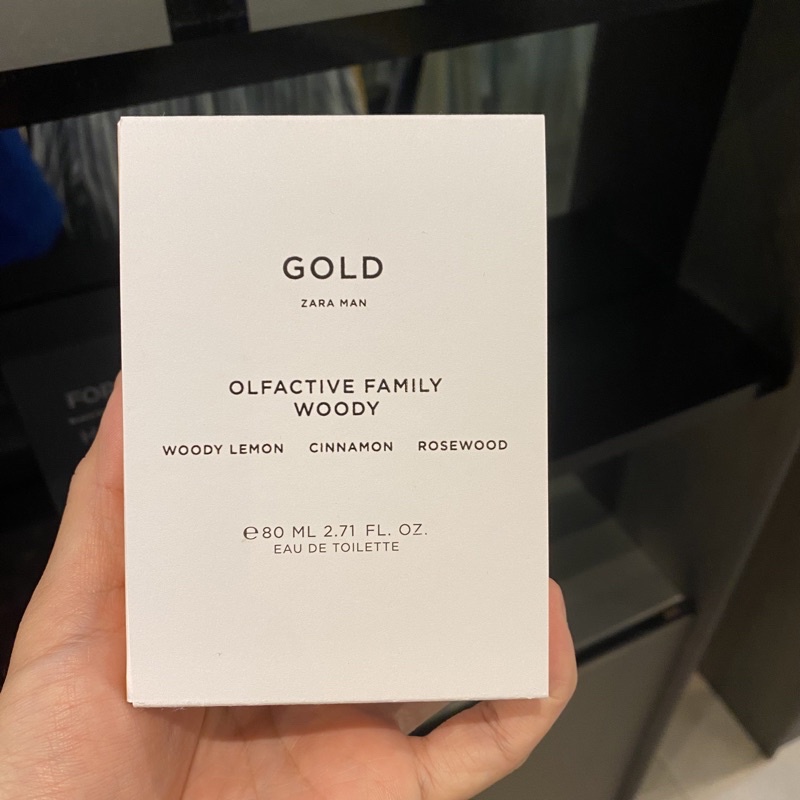 GOLD
ZARA MAN
OLFACTIVE FAMILY
WOODY
WOODY LEMON CINNAMON ROSEWOOD
℮80 ML 2.71 FL. OZ.
EAU DE TOILETTE